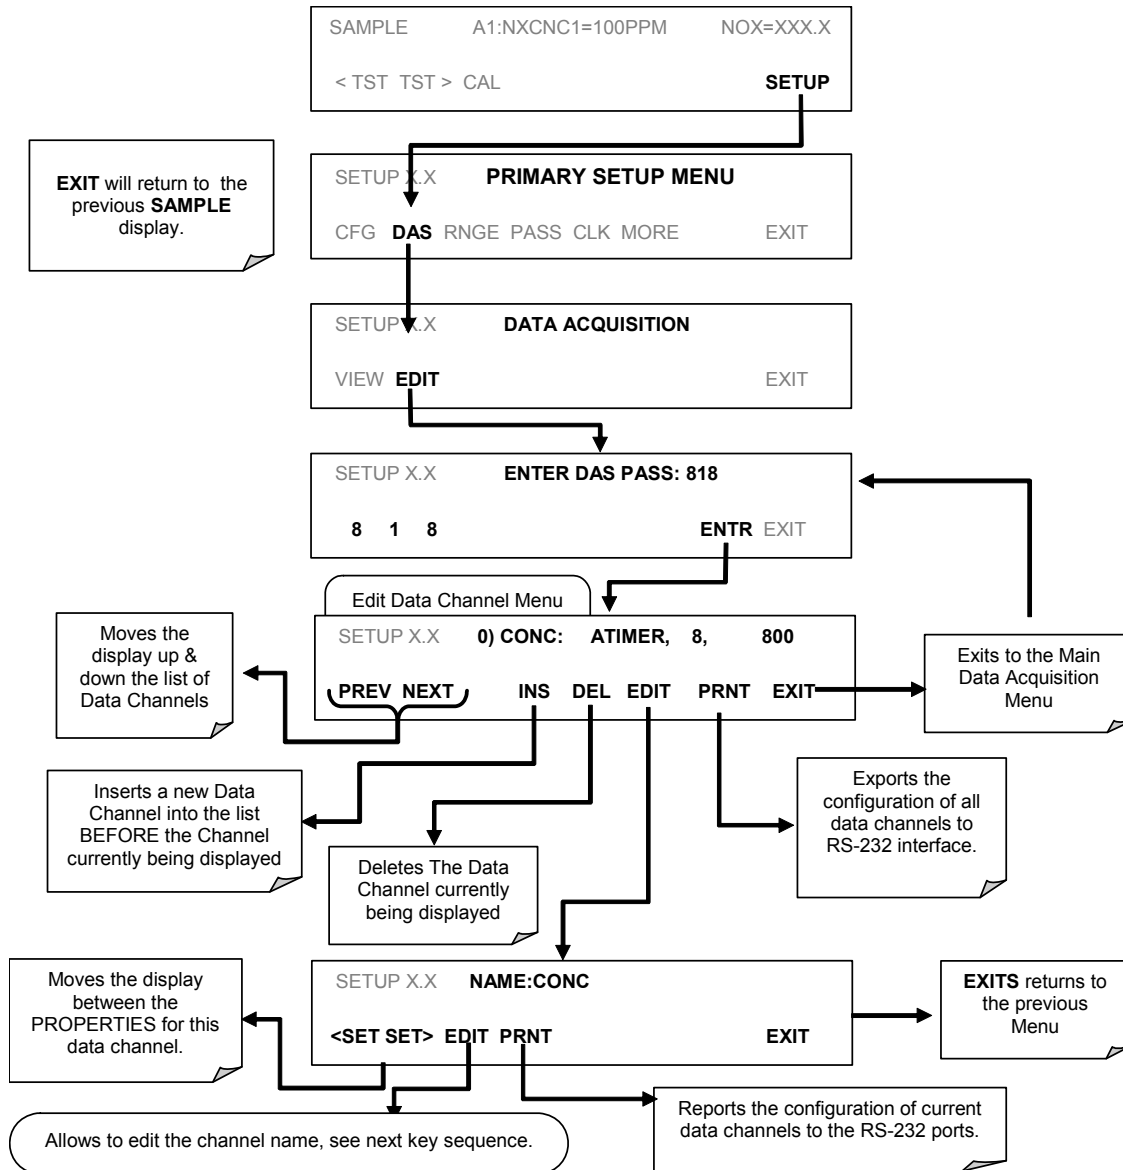 SAMPLE A1:NXCNC1=100PPM NOX=XXX.X
< TST TST > CAL SETUP
EXIT will return to the
previous SAMPLE
display.
SETUP X.X PRIMARY SETUP MENU
CFG DAS RNGE PASS CLK MORE EXIT
SETUP X.X DATA ACQUISITION
VIEW EDIT EXIT
SETUP X.X ENTER DAS PASS: 818
8 1 8 ENTR EXIT
Edit Data Channel Menu
SETUP X.X 0) CONC: ATIMER, 8, 800
PREV NEXT INS DEL EDIT PRNT EXIT
Moves the
display up &
down the list of
Data Channels
Exits to the Main
Data Acquisition
Menu
Inserts a new Data
Channel into the list
BEFORE the Channel
currently being displayed
Deletes The Data
Channel currently
being displayed
Exports the
configuration of all
data channels to
RS-232 interface.
Moves the display
between the
PROPERTIES for this
data channel.
SETUP X.X NAME:CONC
<SET SET> EDIT PRNT EXIT
EXITS returns to
the previous
Menu
Allows to edit the channel name, see next key sequence.
Reports the configuration of current
data channels to the RS-232 ports.